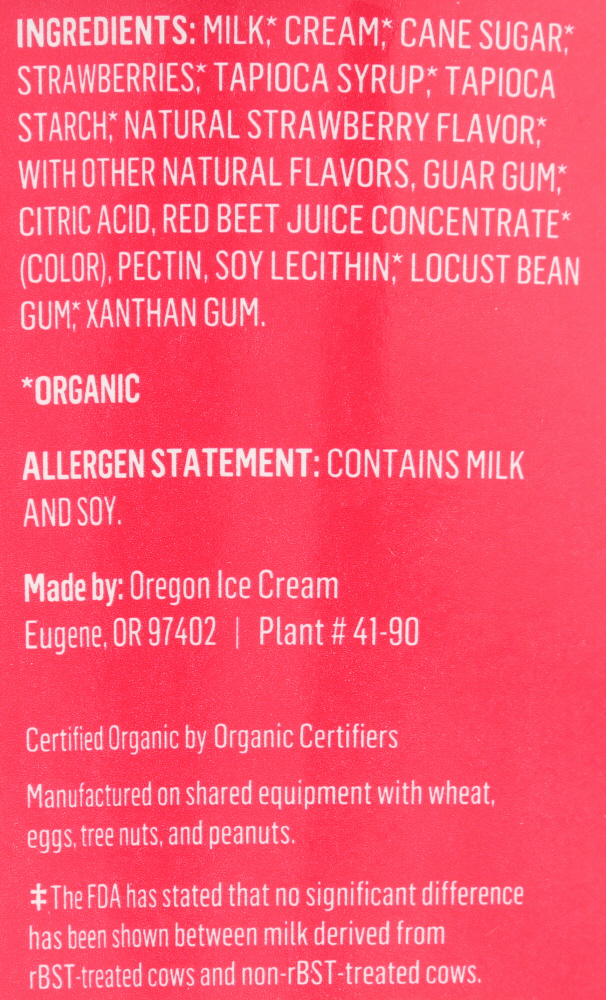 INGREDIENTS: MILK,* CREAM,* CANE SUGAR,*
STRAWBERRIES,* TAPIOCA SYRUP,* TAPIOCA
STARCH,* NATURAL STRAWBERRY FLAVOR,*
WITH OTHER NATURAL FLAVORS, GUAR GUM,*
CITRIC ACID, RED BEET JUICE CONCENTRATE*
(COLOR), PECTIN, SOY LECITHIN,* LOCUST BEAN
GUM,* XANTHAN GUM.
*ORGANIC
ALLERGEN STATEMENT: CONTAINS MILK
AND SOY.
Made by: Oregon Ice Cream
Eugene, OR 97402 | Plant # 41-90
Certified Organic by Organic Certifiers
Manufactured on shared equipment with wheat,
eggs, tree nuts, and peanuts.
‡The FDA has stated that no significant difference
has been shown between milk derived from
rBST-treated cows and non-rBST-treated cows.